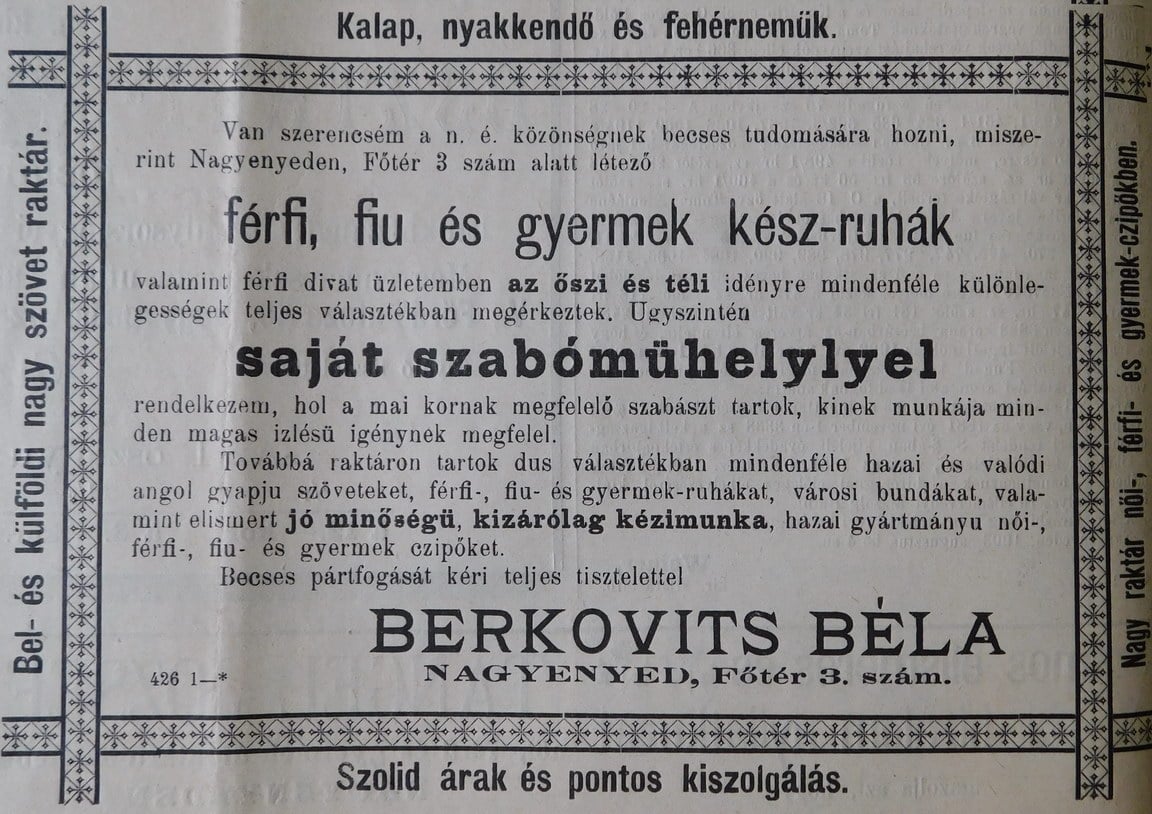 Kalap, nyakkendő és fehérnemük.
Bel- és külföldi nagy szövet raktár.
Van szerencsém a n. é. közönségnek becses tudomására hozni, misze-
rint Nagyenyeden, Főtér 3 szám alatt létező
férfi, fiu és gyermek kész-ruhák
valamint férfi divat üzletemben az őszi és téli idényre mindenféle különle-
gességek teljes választékban megérkeztek. Ugyszintén
saját szabómühelylyel
rendelkezem, hol a mai kornak megfelelő szabászt tartok, kinek munkája min-
den magas izlésü igénynek megfelel.
Továbbá raktáron tartok dus választékban mindenféle hazai és valódi
angol gyapju szöveteket, férfi-, fiu- és gyermek-ruhákat, városi bundákat, vala-
mint elismert jó minőségü, kizárólag kézimunka, hazai gyártmányu női-,
férfi-, fiu- és gyermek czipőket.
Becses pártfogását kéri teljes tisztelettel
BERKOVITS BÉLA
NAGYENYED, Főtér 3. szám.
426 1—*
Nagy raktár női-, férfi- és gyermek-czipőkben.
Szolid árak és pontos kiszolgálás.